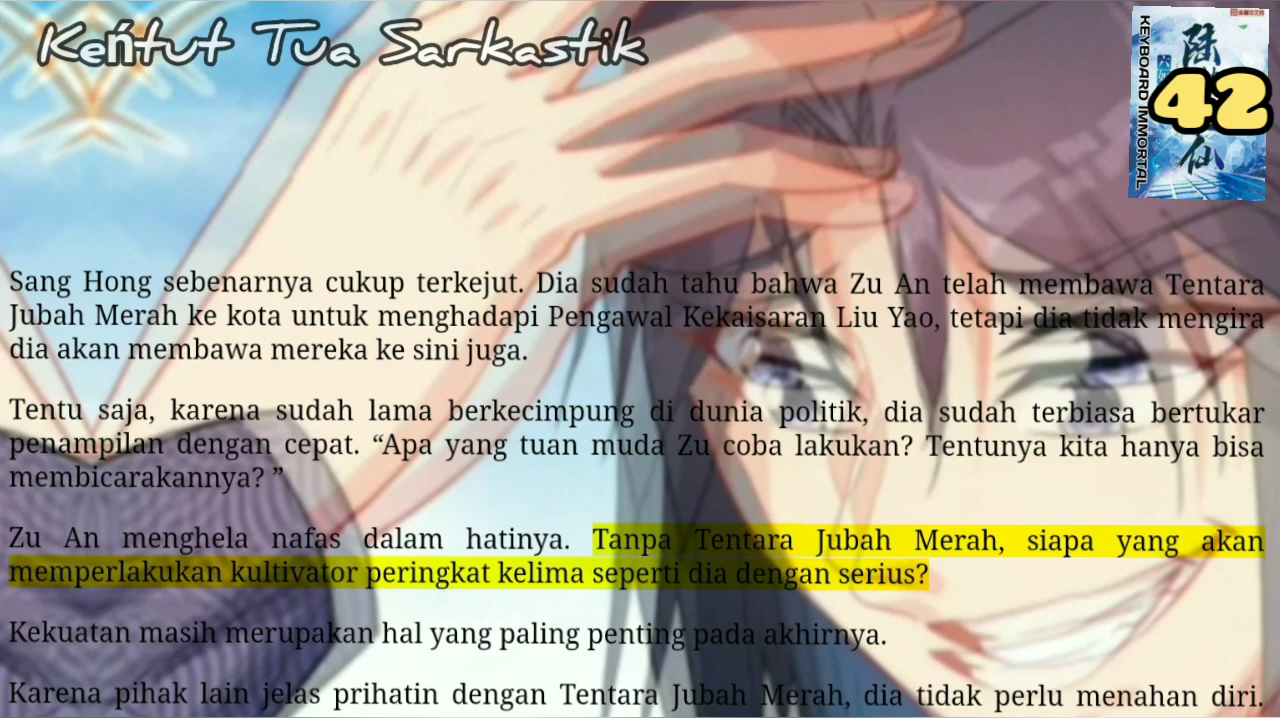 Keńtut Tua Sarkastik
KEYBOARD IMMORTAL
42
仙
Sang Hong sebenarnya cukup terkejut. Dia sudah tahu bahwa Zu An telah membawa Tentara
Jubah Merah ke kota untuk menghadapi Pengawal Kekaisaran Liu Yao, tetapi dia tidak mengira
dia akan membawa mereka ke sini juga.
Tentu saja, karena sudah lama berkecimpung di dunia politik, dia sudah terbiasa bertukar
penampilan dengan cepat. “Apa yang tuan muda Zu coba lakukan? Tentunya kita hanya bisa
membicarakannya? ”
Zu An menghela nafas dalam hatinya. Tanpa Tentara Jubah Merah, siapa yang akan
memperlakukan kultivator peringkat kelima seperti dia dengan serius?
Kekuatan masih merupakan hal yang paling penting pada akhirnya.
Karena pihak lain jelas prihatin dengan Tentara Jubah Merah, dia tidak perlu menahan diri.